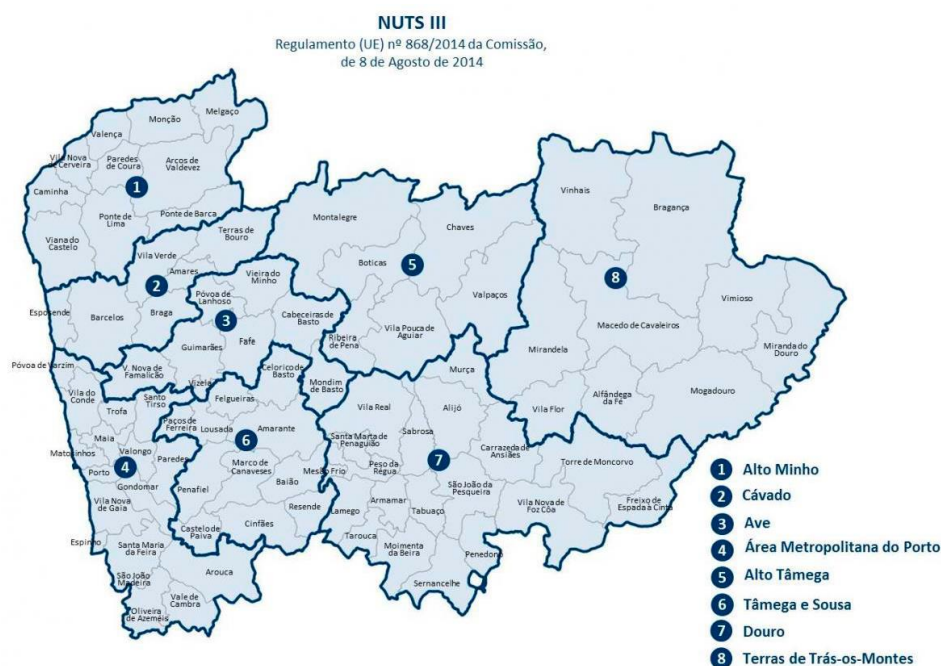 NUTS III
Regulamento (UE) nº 868/2014 da Comissão,
de 8 de Agosto de 2014
Melgaço
Monção
Valença
Vila Nova
de Cerveira
Paredes
de Coura
Arcos de
Valdevez
1
Caminha
Ponte de
Lima
Ponte de Barca
Viana do
Castelo
Terras de
Bouro
Vila Verde
Amares
2
Esposende
Barcelos
Braga
Vieira do
Minho
Póvoa de
Lanhoso
3
Cabeceiras de
Basto
Guimarães
Fafe
V. Nova de
Famalicão
Vizela
Montalegre
Chaves
Boticas
5
Valpaços
Vila Pouca de
Aguiar
Ribeira
de Pena
Vinhais
Bragança
8
Vimioso
Macedo de Cavaleiros
Miranda do
Douro
Mirandela
Mogadouro
Alfândega
da Fé
Vila Flor
Póvoa de Varzim
Vila do
Conde
Santo
Tirso
Trofa
Maia
Matosinhos
Valongo
Paredes
4
Porto
Gondomar
Vila Nova
de Gaia
Espinho
Santa Maria
da Feira
Arouca
São João
Madeira
Vale de
Cambra
Oliveira
de Azeméis
Celorico de
Basto
Felgueiras
Paços de
Ferreira
Lousada
Amarante
6
Marco de
Canaveses
Baião
Penafiel
Resende
Cinfães
Castelo de
Paiva
Mondim
de Basto
Murça
Vila Real
Alijó
Sabrosa
Santa Marta de
Penaguião
Carrazeda de
Ansiães
7
Mesão Frio
Peso da
Régua
Torre de Moncorvo
São João da
Pesqueira
Armamar
Lamego
Tabuaço
Vila Nova de
Foz Côa
Freixo de
Espada à Cinta
Tarouca
Moimenta
da Beira
Penedono
Sernancelhe
1 Alto Minho
2 Cávado
3 Ave
4 Área Metropolitana do Porto
5 Alto Tâmega
6 Tâmega e Sousa
7 Douro
8 Terras de Trás-os-Montes